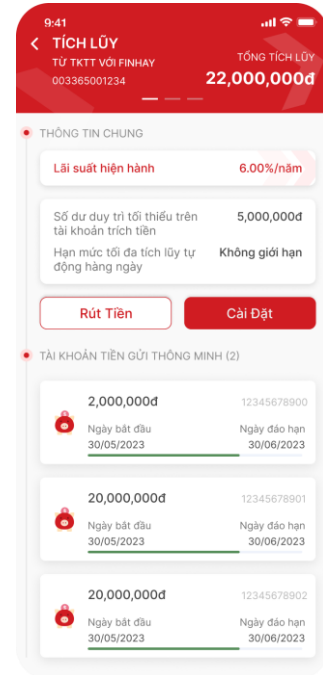 9:41
TÍCH LŨY
TỪ TKTT VỚI FINHAY
003365001234
TỔNG TÍCH LŨY
22,000,000đ
THÔNG TIN CHUNG
Lãi suất hiện hành 6.00%/năm
Số dư duy trì tối thiểu trên
tài khoản trích tiền
5,000,000đ
Hạn mức tối đa tích lũy tự
động hàng ngày
Không giới hạn
Rút Tiền
Cài Đặt
TÀI KHOẢN TIỀN GỬI THÔNG MINH (2)
2,000,000đ 12345678900
Ngày bắt đầu Ngày đáo hạn
30/05/2023 30/06/2023
20,000,000đ 12345678901
Ngày bắt đầu Ngày đáo hạn
30/05/2023 30/06/2023
20,000,000đ 12345678902
Ngày bắt đầu Ngày đáo hạn
30/05/2023 30/06/2023